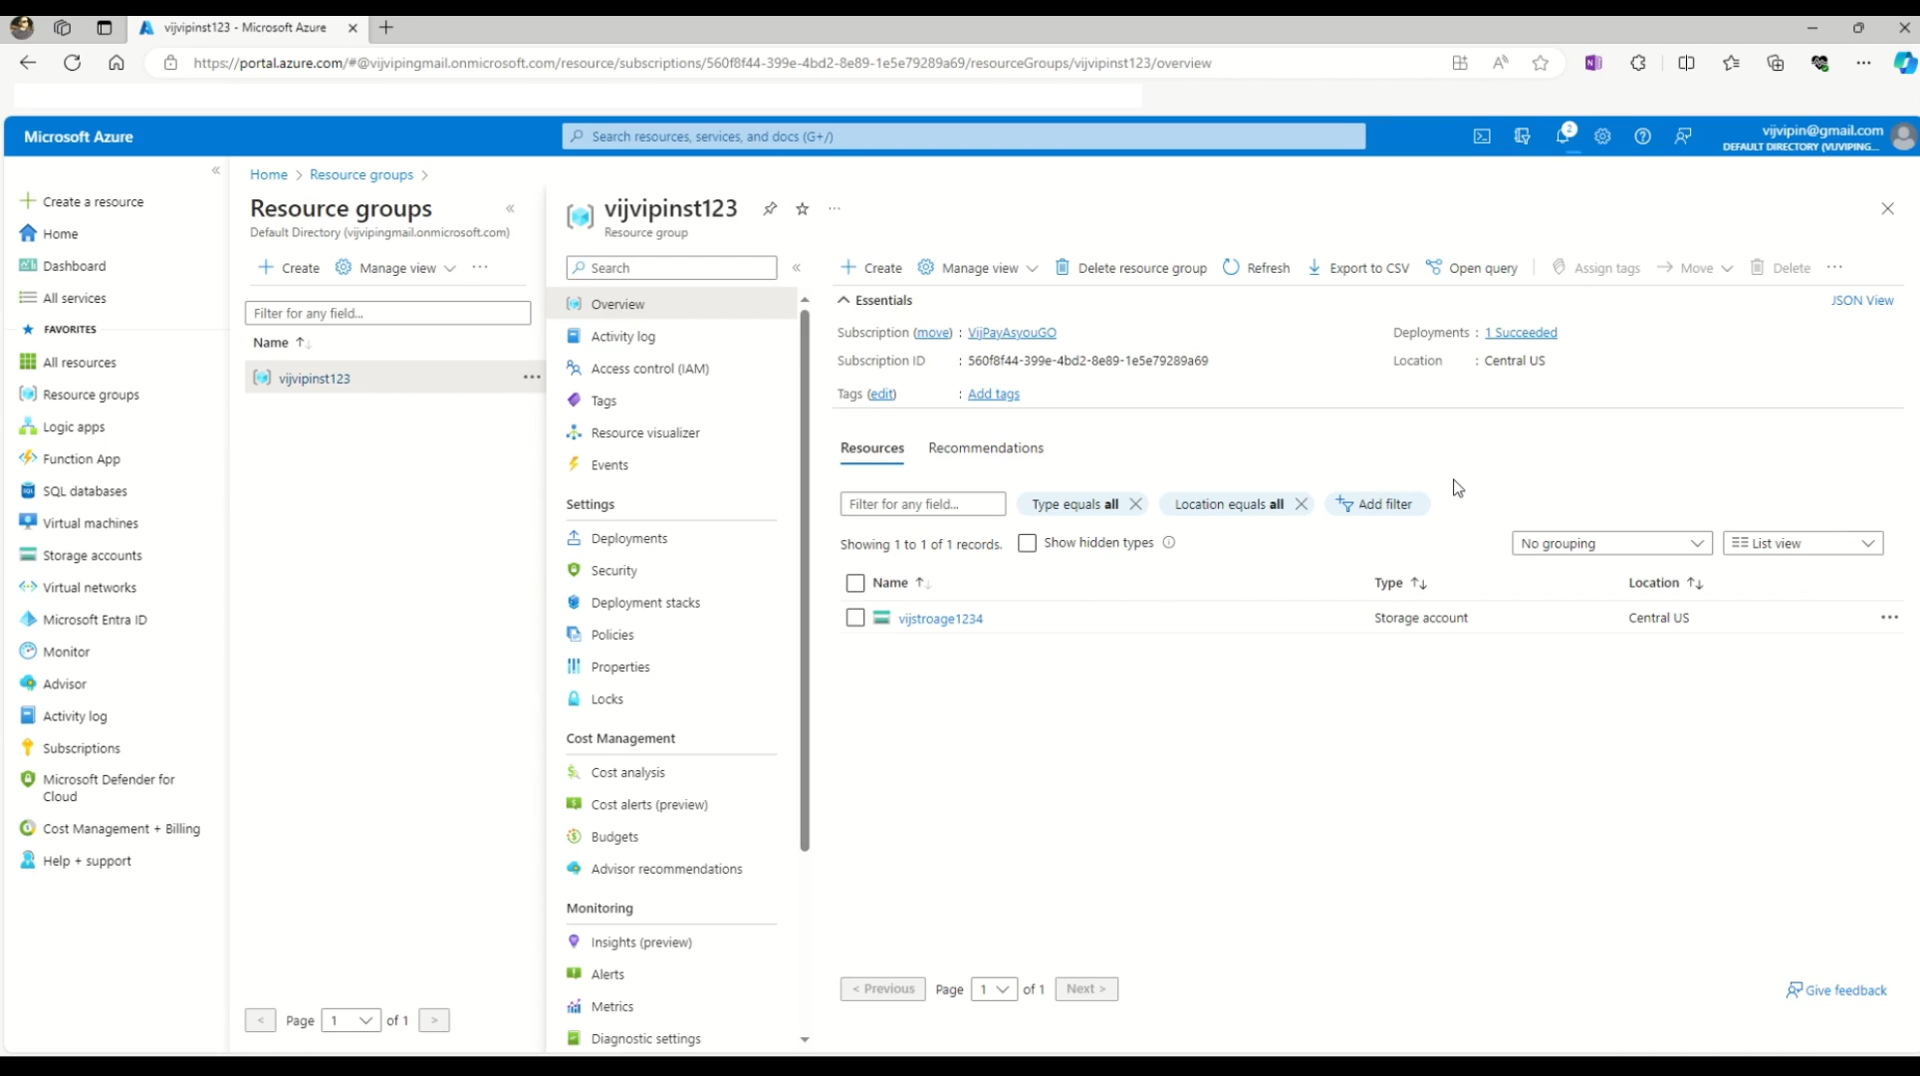 vijvipinst123 - Microsoft Azure
https://portal.azure.com/#@vijvipingmail.onmicrosoft.com/resource/subscriptions/560f8f44-399e-4bd2-8e89-1e5e79289a69/resourceGroups/vijvipinst123/overview
Microsoft Azure
Search resources, services, and docs (G+/)
2
vijvipin@gmail.com
DEFAULT DIRECTORY (VIJVIPING...
Create a resource
Home
Dashboard
All services
FAVORITES
All resources
Resource groups
Logic apps
Function App
SQL databases
Virtual machines
Storage accounts
Virtual networks
Microsoft Entra ID
Monitor
Advisor
Activity log
Subscriptions
Microsoft Defender for
Cloud
Cost Management + Billing
Help + support
Home > Resource groups >
Resource groups
Default Directory (vijvipingmail.onmicrosoft.com)
Create
Manage view
Filter for any field...
Name
vijvipinst123
< Page 1 of 1 >
vijvipinst123
Resource group
Search
Overview
Activity log
Access control (IAM)
Tags
Resource visualizer
Events
Settings
Deployments
Security
Deployment stacks
Policies
Properties
Locks
Cost Management
Cost analysis
Cost alerts (preview)
Budgets
Advisor recommendations
Monitoring
Insights (preview)
Alerts
Metrics
Diagnostic settings
Create
Manage view
Delete resource group
Refresh
Export to CSV
Open query
Assign tags
Move
Delete
Essentials
JSON View
Subscription (move) : VijPayAsyouGO
Deployments : 1 Succeeded
Subscription ID : 560f8f44-399e-4bd2-8e89-1e5e79289a69
Location : Central US
Tags (edit) : Add tags
Resources
Recommendations
Filter for any field...
Type equals all
Location equals all
Add filter
Showing 1 to 1 of 1 records.
Show hidden types
No grouping
List view
Name
Type
Location
vijstroage1234
Storage account
Central US
< Previous Page 1 of 1 Next >
Give feedback